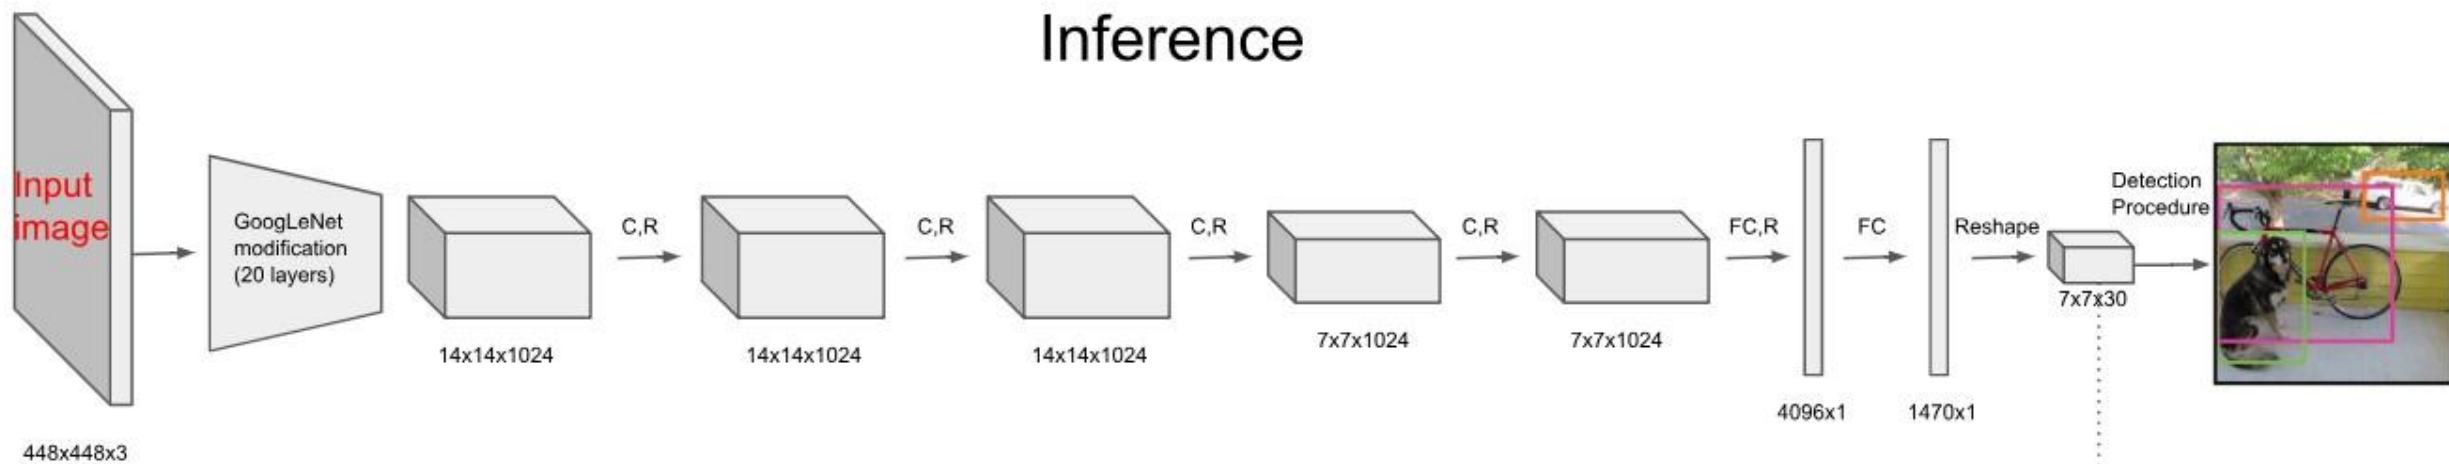 Inference
Input
image
448x448x3
GoogLeNet
modification
(20 layers)
14x14x1024
C,R
14x14x1024
C,R
14x14x1024
C,R
7x7x1024
C,R
7x7x1024
FC,R
4096x1
FC
1470x1
Reshape
7x7x30
Detection
Procedure